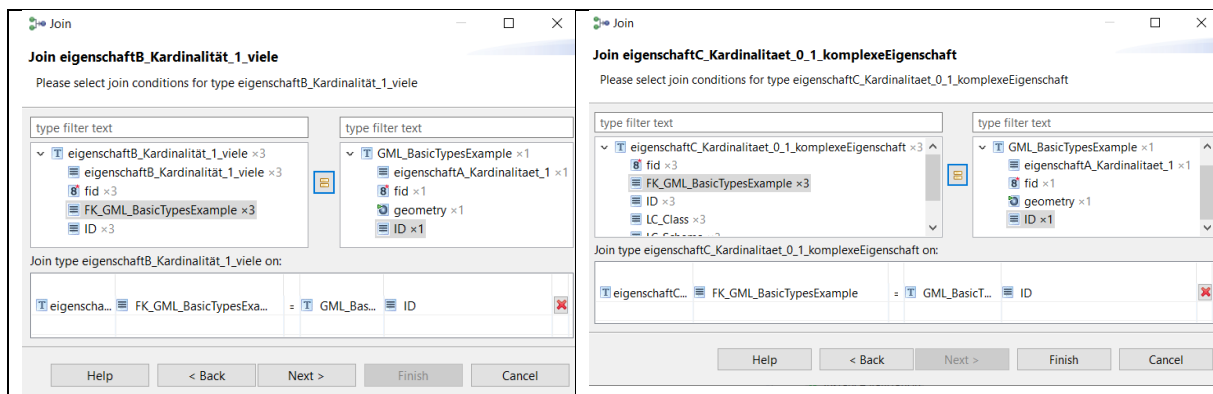 Join
Join eigenschaftB_Kardinalität_1_viele
Please select join conditions for type eigenschaftB_Kardinalität_1_viele
type filter text
eigenschaftB_Kardinalität_1_viele ×3
eigenschaftB_Kardinalität_1_viele ×3
fid ×3
FK_GML_BasicTypesExample ×3
ID ×3
type filter text
GML_BasicTypesExample ×1
eigenschaftA_Kardinalitaet_1 ×1
fid ×1
geometry ×1
ID ×1
Join type eigenschaftB_Kardinalität_1_viele on:
eigenscha... FK_GML_BasicTypesExa... = GML_Bas... ID
Help < Back Next > Finish Cancel
Join
Join eigenschaftC_Kardinalitaet_0_1_komplexeEigenschaft
Please select join conditions for type eigenschaftC_Kardinalitaet_0_1_komplexeEigenschaft
type filter text
eigenschaftC_Kardinalitaet_0_1_komplexeEigenschaft ×3
fid ×3
FK_GML_BasicTypesExample ×3
ID ×3
LC_Class ×3
type filter text
GML_BasicTypesExample ×1
eigenschaftA_Kardinalitaet_1 ×1
fid ×1
geometry ×1
ID ×1
Join type eigenschaftC_Kardinalitaet_0_1_komplexeEigenschaft on:
eigenschaftC... FK_GML_BasicTypesExample = GML_BasicT... ID
Help < Back Next > Finish Cancel